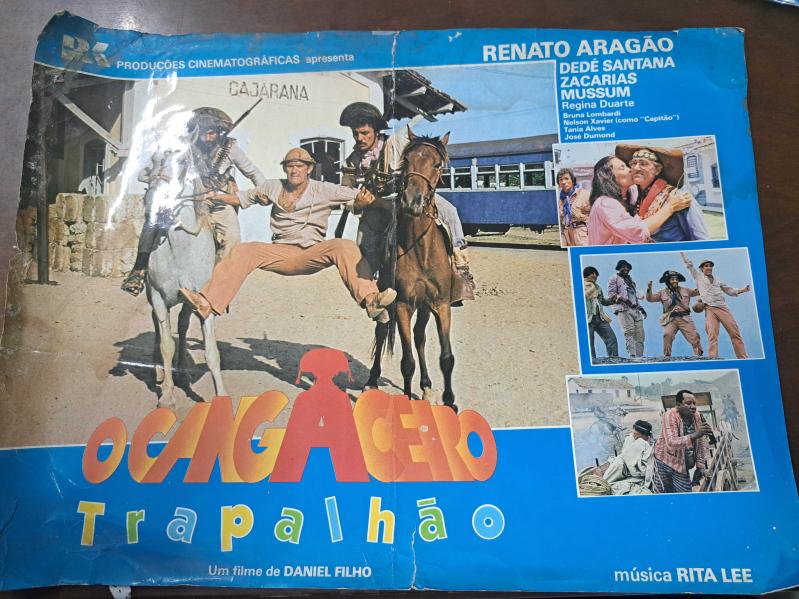 PRODUÇÕES CINEMATOGRÁFICAS apresenta
RENATO ARAGÃO
DEDÉ SANTANA
ZACARIAS
MUSSUM
Regina Duarte
Bruna Lombardi
Nelson Xavier (como "Capitão")
Tania Alves
José Dumond
CAJARANA
O CANGACEIRO
Trapalhão
Um filme de DANIEL FILHO
música RITA LEE